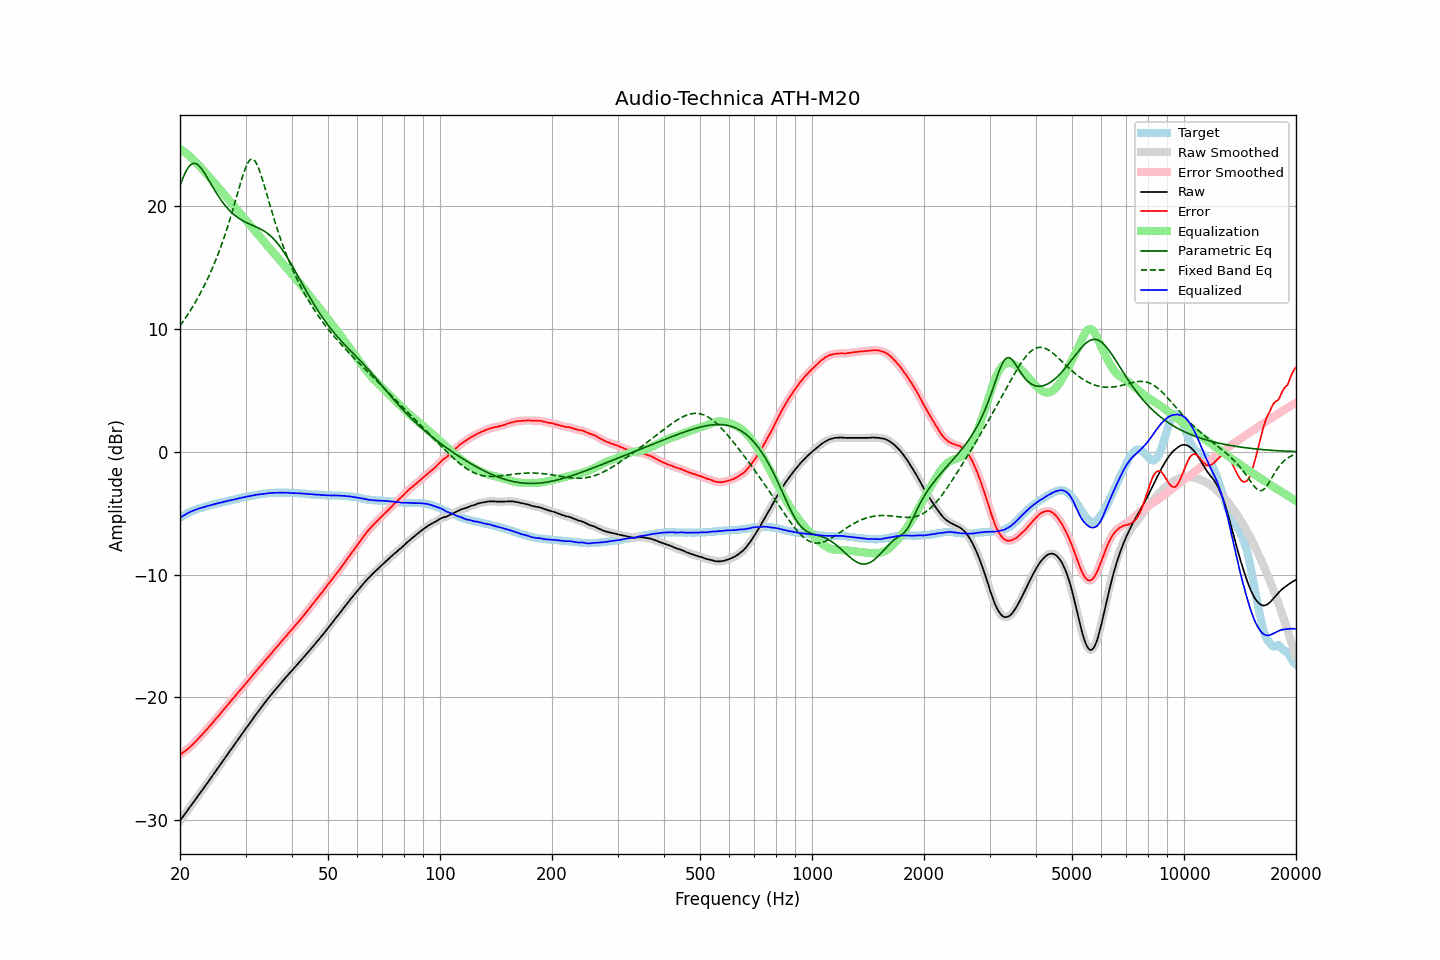 Audio-Technica ATH-M20
Target
Raw Smoothed
Error Smoothed
Raw
Error
Equalization
Parametric Eq
Fixed Band Eq
Equalized
20
10
0
−10
−20
−30
Amplitude (dBr)
20 50 100 200 500 1000 2000 5000 10000 20000
Frequency (Hz)